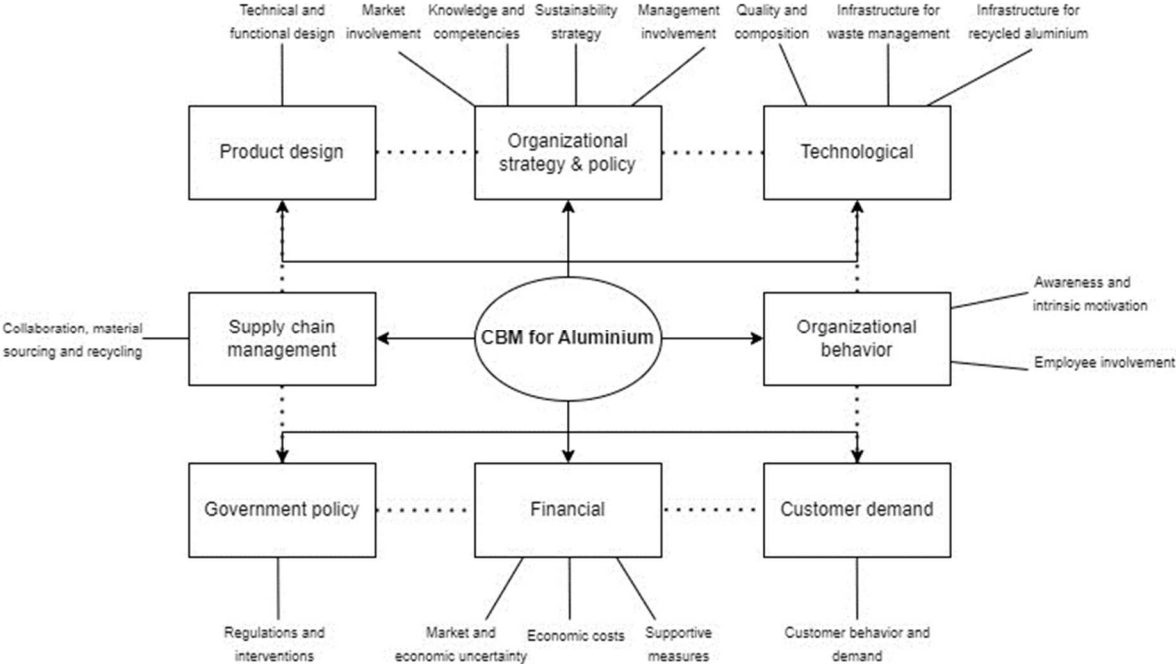 Technical and
functional design
Market
involvement
Knowledge and
competencies
Sustainability
strategy
Management
involvement
Quality and
composition
Infrastructure for
waste management
Infrastructure for
recycled aluminium
Product design
Organizational
strategy & policy
Technological
Collaboration, material
sourcing and recycling
Supply chain
management
CBM for Aluminium
Organizational
behavior
Awareness and
intrinsic motivation
Employee involvement
Government policy
Financial
Customer demand
Regulations and
interventions
Market and
economic uncertainty
Economic costs
Supportive
measures
Customer behavior and
demand